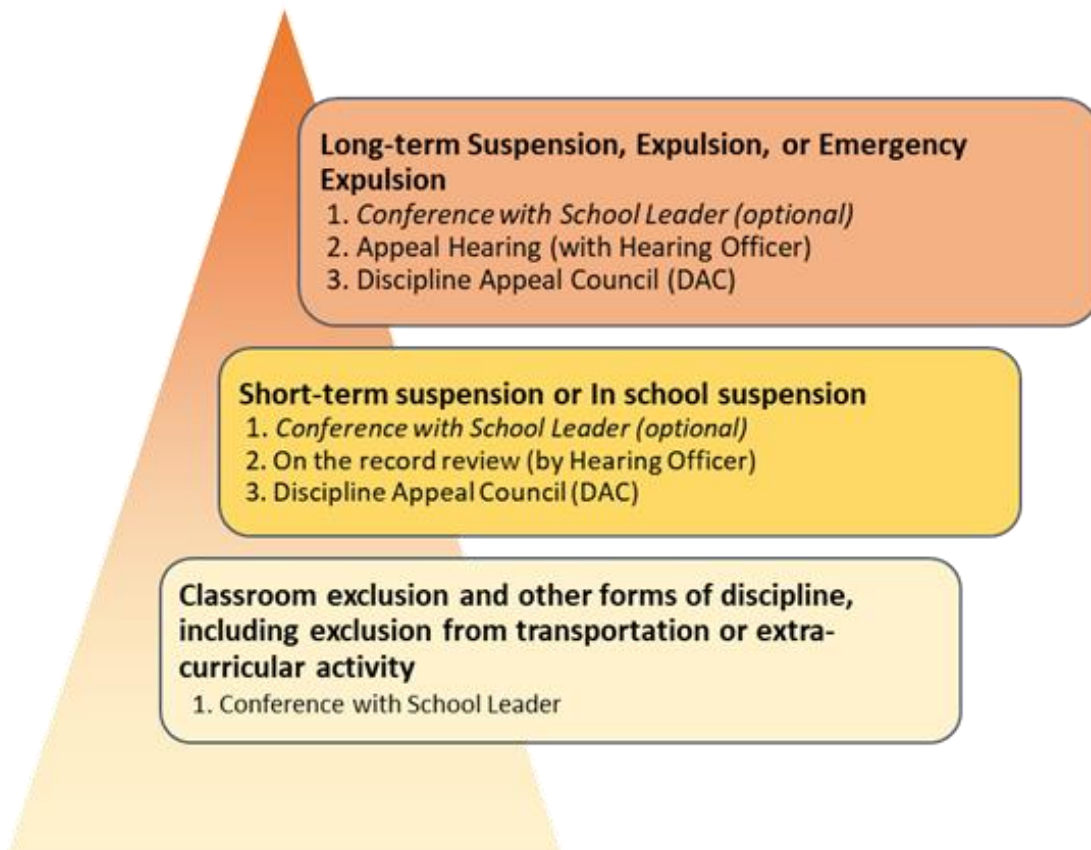 Long-term Suspension, Expulsion, or Emergency
Expulsion
1. Conference with School Leader (optional)
2. Appeal Hearing (with Hearing Officer)
3. Discipline Appeal Council (DAC)
Short-term suspension or In school suspension
1. Conference with School Leader (optional)
2. On the record review (by Hearing Officer)
3. Discipline Appeal Council (DAC)
Classroom exclusion and other forms of discipline,
including exclusion from transportation or extra-
curricular activity
1. Conference with School Leader